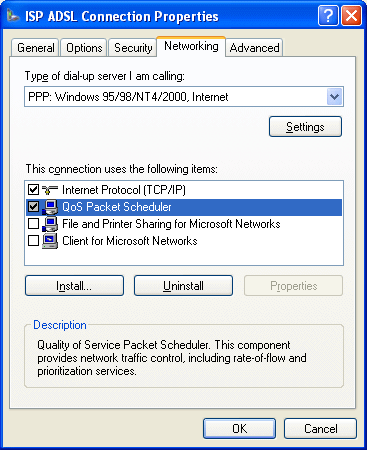 ISP ADSL Connection Properties
General Options Security Networking Advanced
Type of dial-up server I am calling:
PPP: Windows 95/98/NT4/2000, Internet
Settings
This connection uses the following items:
Internet Protocol (TCP/IP)
QoS Packet Scheduler
File and Printer Sharing for Microsoft Networks
Client for Microsoft Networks
Install... Uninstall Properties
Description
Quality of Service Packet Scheduler. This component
provides network traffic control, including rate-of-flow and
prioritization services.
OK Cancel